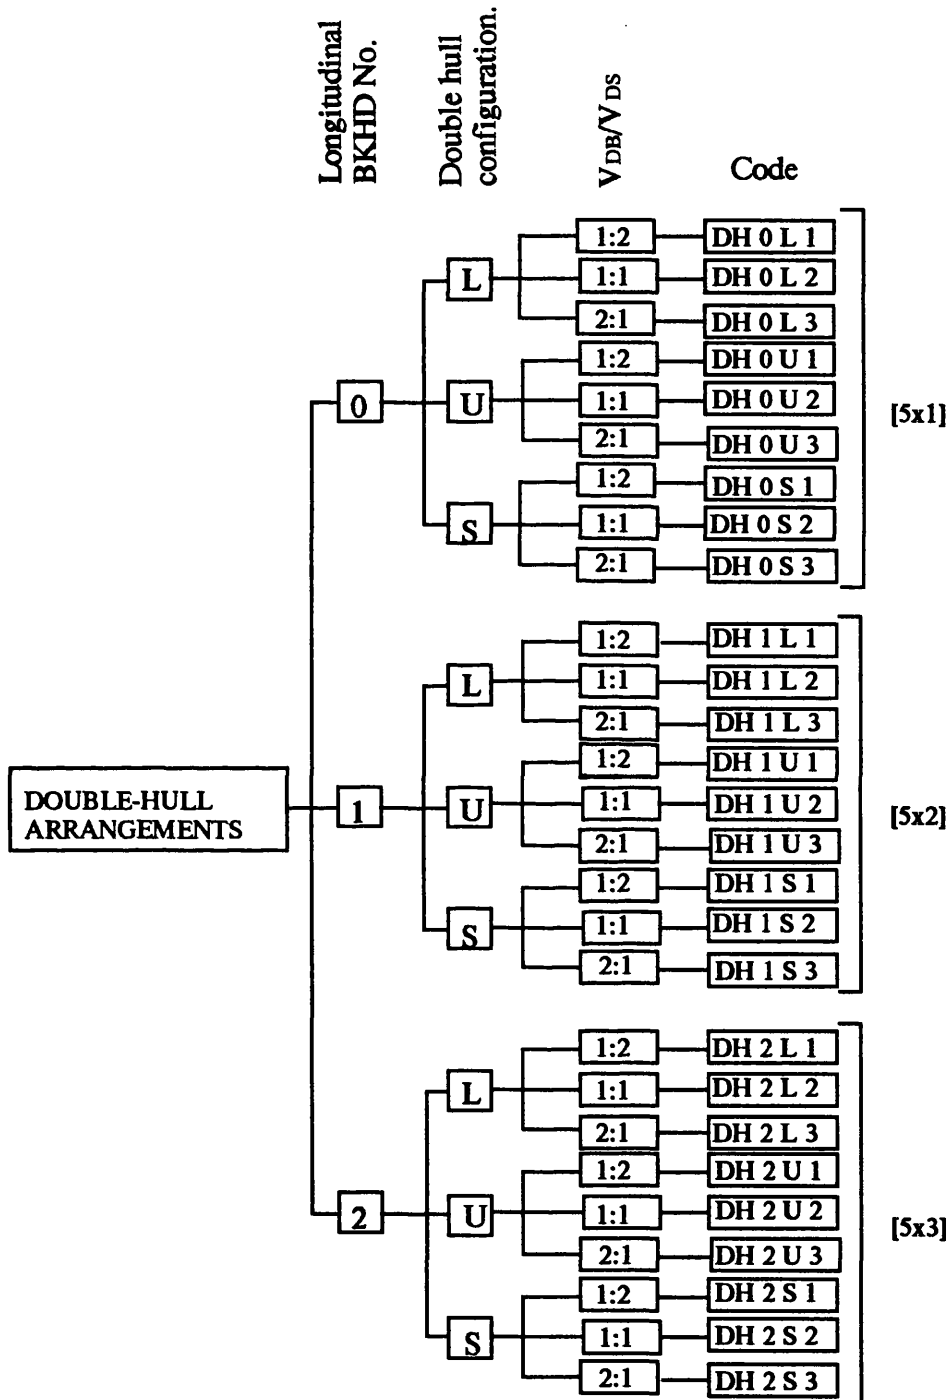 Longitudinal
BKHD No.
Double hull
configuration.
VDB/VDS
Code
1:2 DH 0 L 1
L 1:1 DH 0 L 2
2:1 DH 0 L 3
1:2 DH 0 U 1
0 U 1:1 DH 0 U 2 [5x1]
2:1 DH 0 U 3
1:2 DH 0 S 1
S 1:1 DH 0 S 2
2:1 DH 0 S 3
1:2 DH 1 L 1
L 1:1 DH 1 L 2
2:1 DH 1 L 3
1:2 DH 1 U 1
DOUBLE-HULL
ARRANGEMENTS
1 U 1:1 DH 1 U 2 [5x2]
2:1 DH 1 U 3
1:2 DH 1 S 1
S 1:1 DH 1 S 2
2:1 DH 1 S 3
1:2 DH 2 L 1
L 1:1 DH 2 L 2
2:1 DH 2 L 3
1:2 DH 2 U 1
2 U 1:1 DH 2 U 2 [5x3]
2:1 DH 2 U 3
1:2 DH 2 S 1
S 1:1 DH 2 S 2
2:1 DH 2 S 3